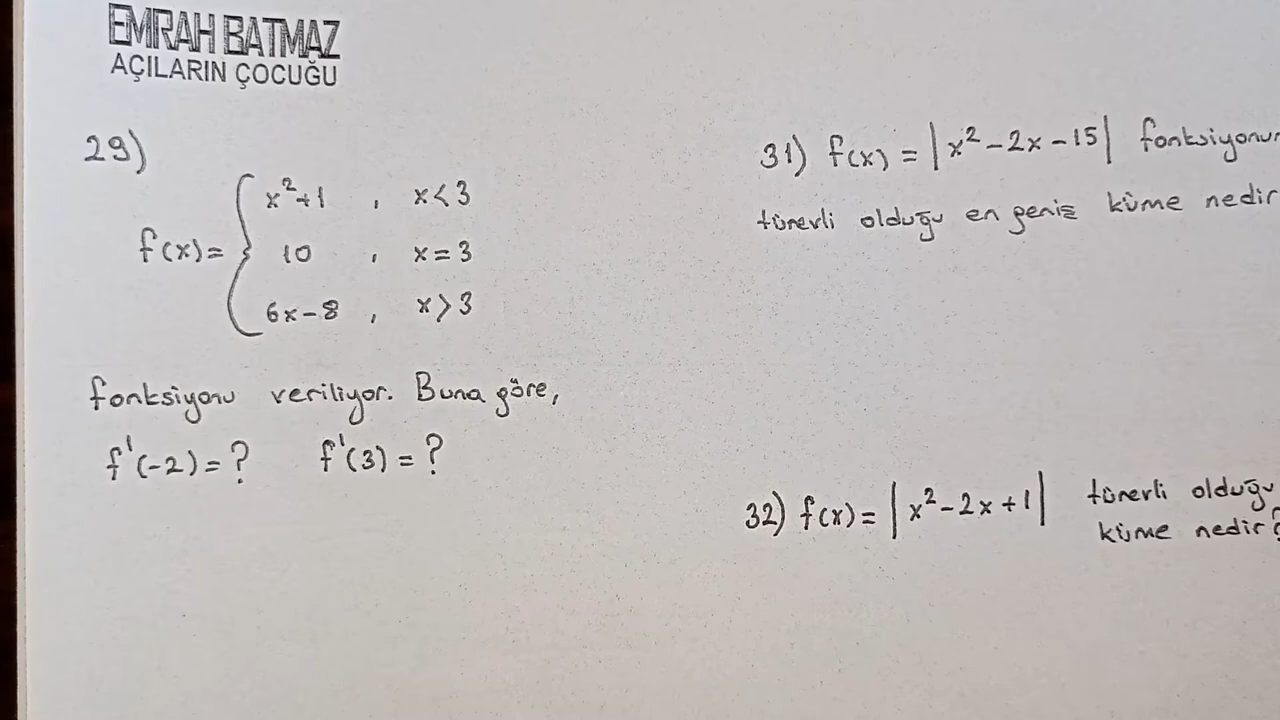 EMRAH BATMAZ
AÇILARIN ÇOCUĞU
29)
f(x)= { x²+1 , x<3
10 , x=3
6x-8 , x>3
fonksiyonu veriliyor. Buna göre,
f'(-2)=? f'(3)=?
31) f(x) = |x²-2x-15| fonksiyonun
türevli olduğu en geniş küme nedir
32) f(x)= |x²-2x+1| türevli olduğu
küme nedir?